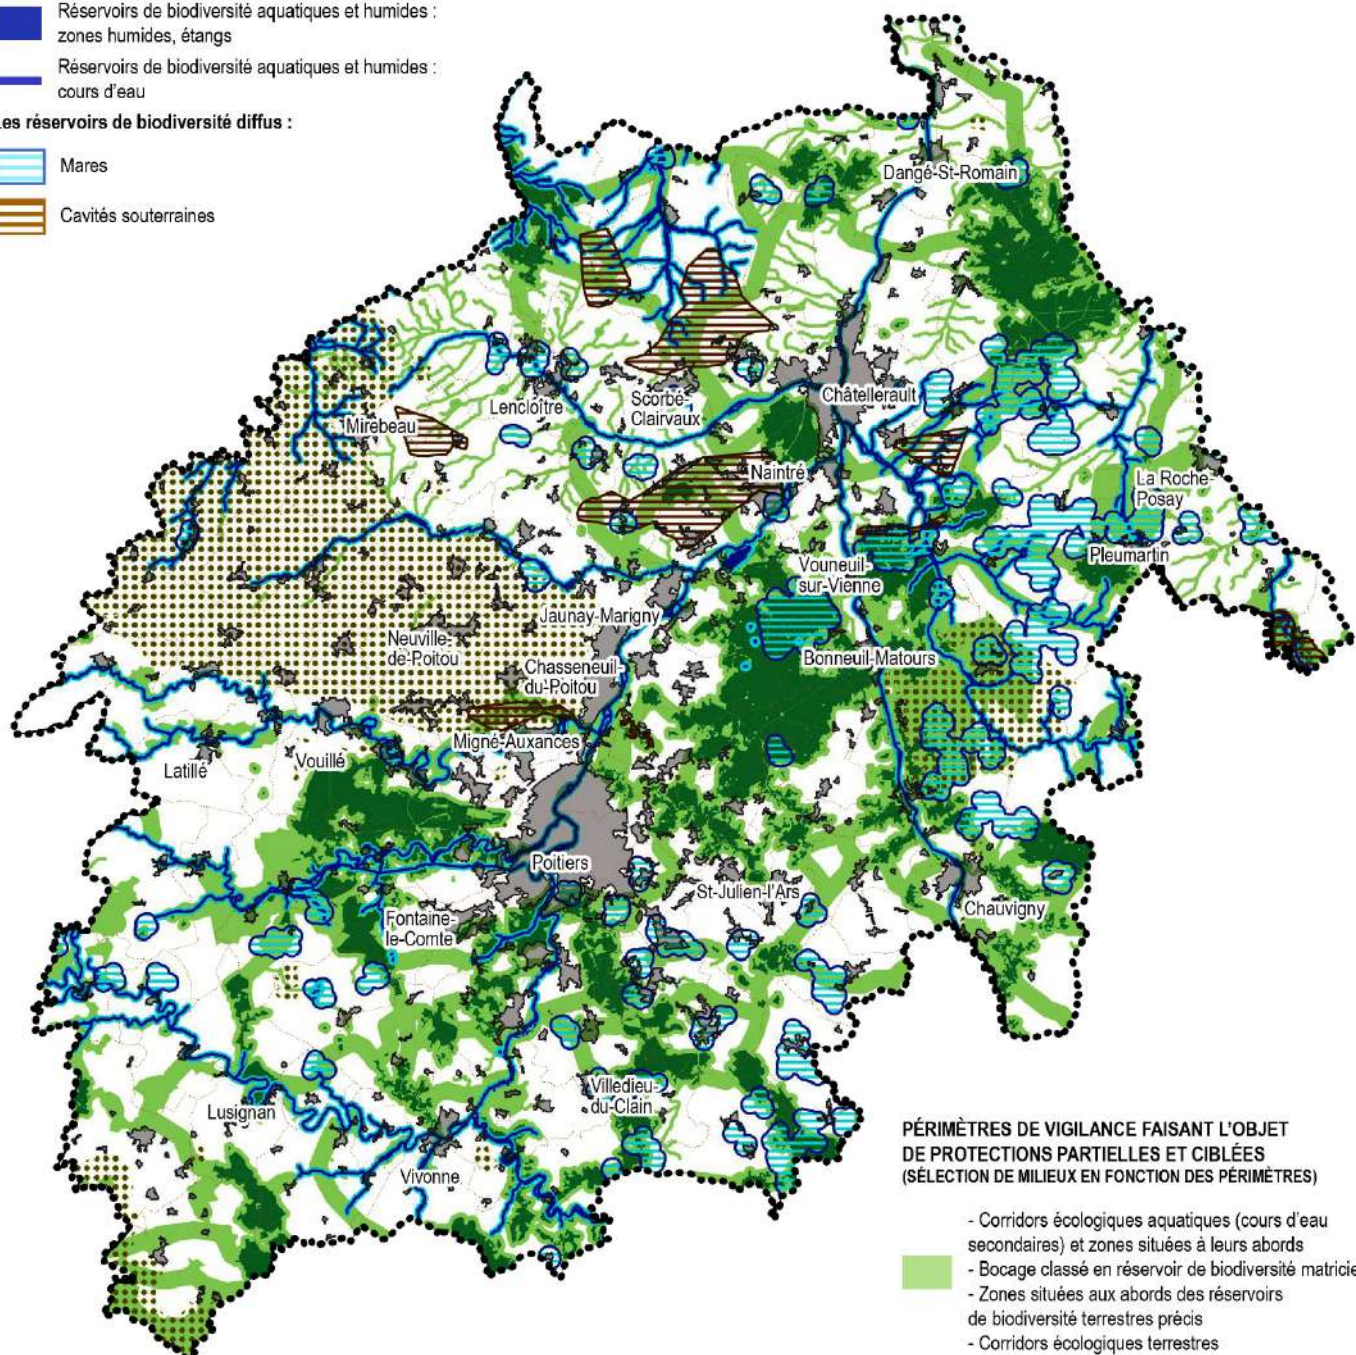 Réservoirs de biodiversité aquatiques et humides :
zones humides, étangs
Réservoirs de biodiversité aquatiques et humides :
cours d'eau
es réservoirs de biodiversité diffus :
Mares
Cavités souterraines
Dangé-St-Romain
Châtellerault
Lencloître
Scorbé-
Clairvaux
Mirebeau
Naintré
La Roche-
Posay
Pleumartin
Vouneuil-
sur-Vienne
Jaunay-Marigny
Neuville-
de-Poitou
Chasseneuil-
du-Poitou
Bonneuil-Matours
Migné-Auxances
Latillé
Vouillé
Poitiers
St-Julien-l'Ars
Chauvigny
Fontaine-
le-Comte
Villedieu-
du-Clain
Lusignan
Vivonne
PÉRIMÈTRES DE VIGILANCE FAISANT L'OBJET
DE PROTECTIONS PARTIELLES ET CIBLÉES
(SÉLECTION DE MILIEUX EN FONCTION DES PÉRIMÈTRES)
- Corridors écologiques aquatiques (cours d'eau
secondaires) et zones situées à leurs abords
- Bocage classé en réservoir de biodiversité matricie
- Zones situées aux abords des réservoirs
de biodiversité terrestres précis
- Corridors écologiques terrestres